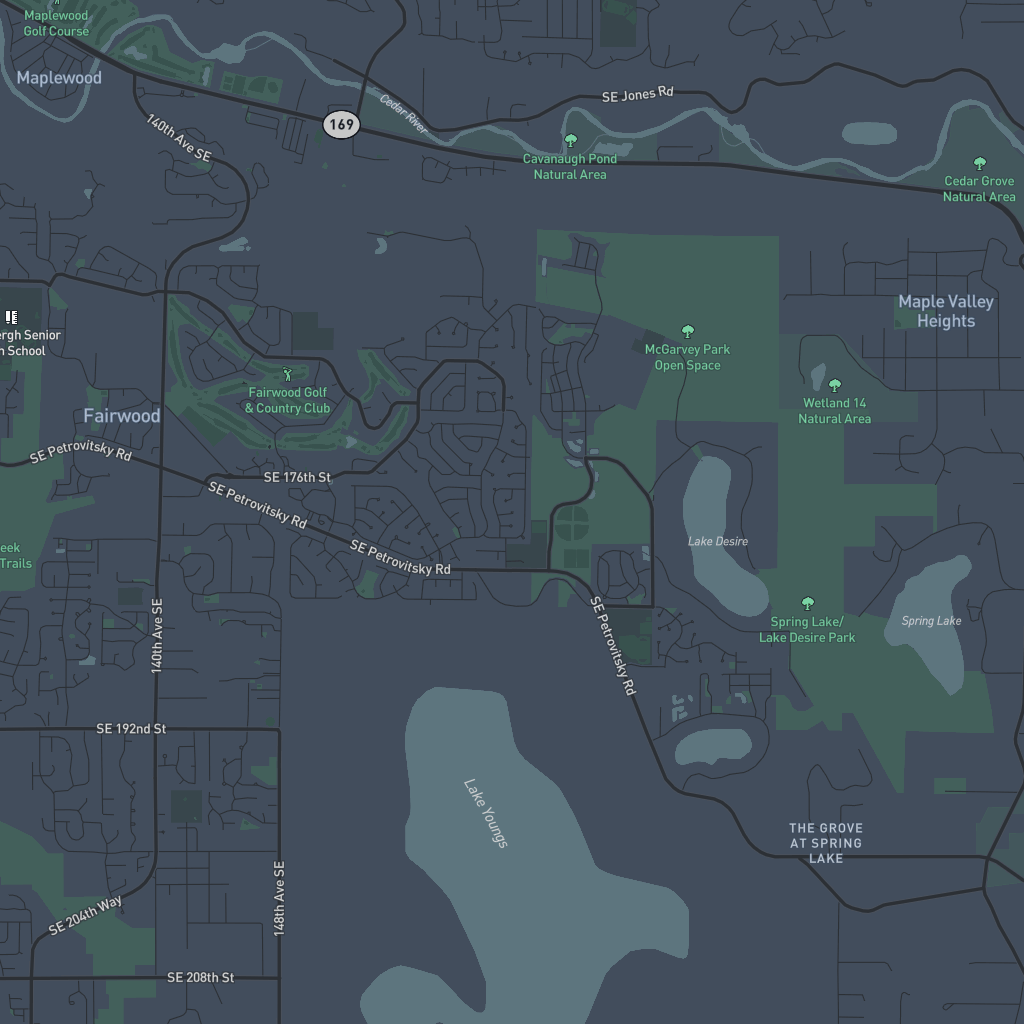 Maplewood
Golf Course
Maplewood
SE Jones Rd
Cedar River
169
140th Ave SE
Cavanaugh Pond
Natural Area
Cedar Grove
Natural Area
Maple Valley
Heights
ergh Senior
h School
McGarvey Park
Open Space
Fairwood Golf
& Country Club
Wetland 14
Natural Area
Fairwood
SE Petrovitsky Rd
SE 176th St
SE Petrovitsky Rd
SE Petrovitsky Rd
Lake Desire
eek
Trails
140th Ave SE
SE Petrovitsky Rd
Spring Lake/
Lake Desire Park
Spring Lake
SE 192nd St
Lake Youngs
THE GROVE
AT SPRING
LAKE
148th Ave SE
SE 204th Way
SE 208th St